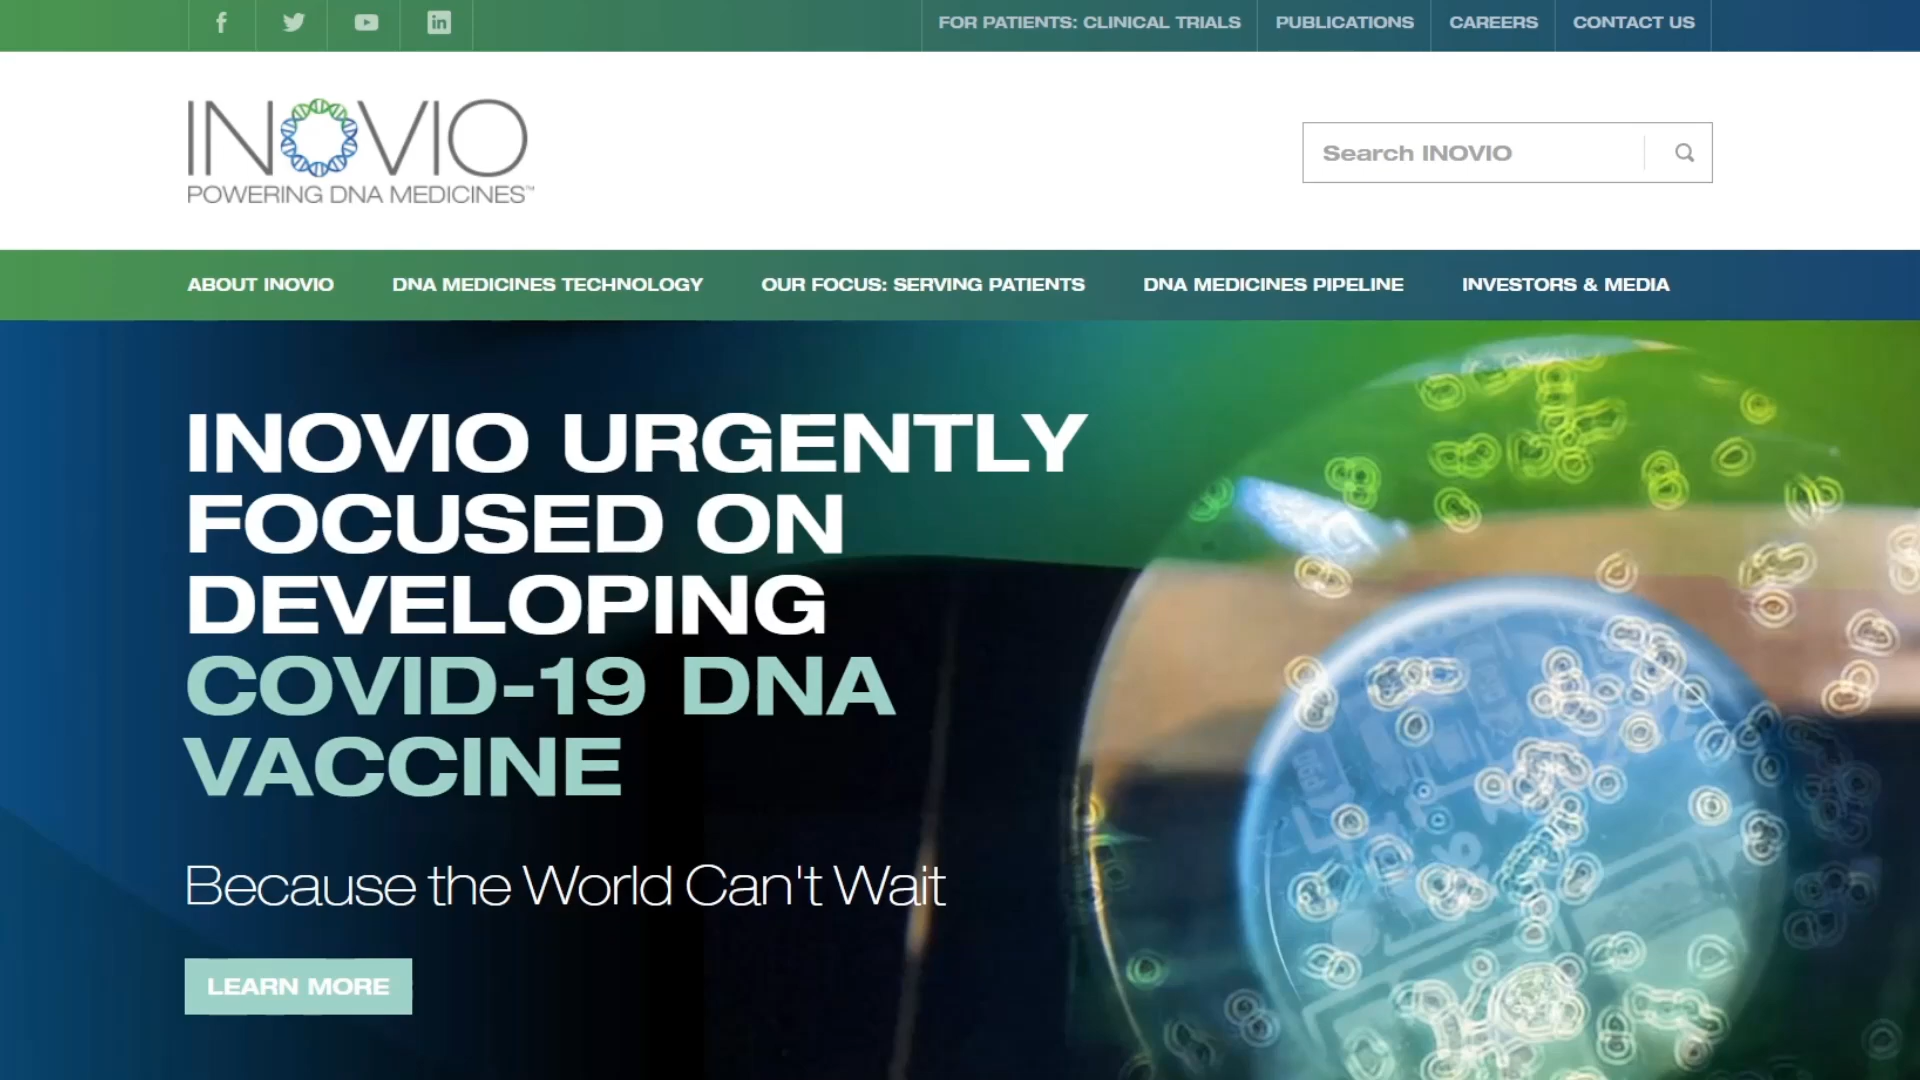 FOR PATIENTS: CLINICAL TRIALS
PUBLICATIONS
CAREERS
CONTACT US
INOVIO
POWERING DNA MEDICINES™
Search INOVIO
ABOUT INOVIO
DNA MEDICINES TECHNOLOGY
OUR FOCUS: SERVING PATIENTS
DNA MEDICINES PIPELINE
INVESTORS & MEDIA
INOVIO URGENTLY
FOCUSED ON
DEVELOPING
COVID-19 DNA
VACCINE
Because the World Can't Wait
LEARN MORE